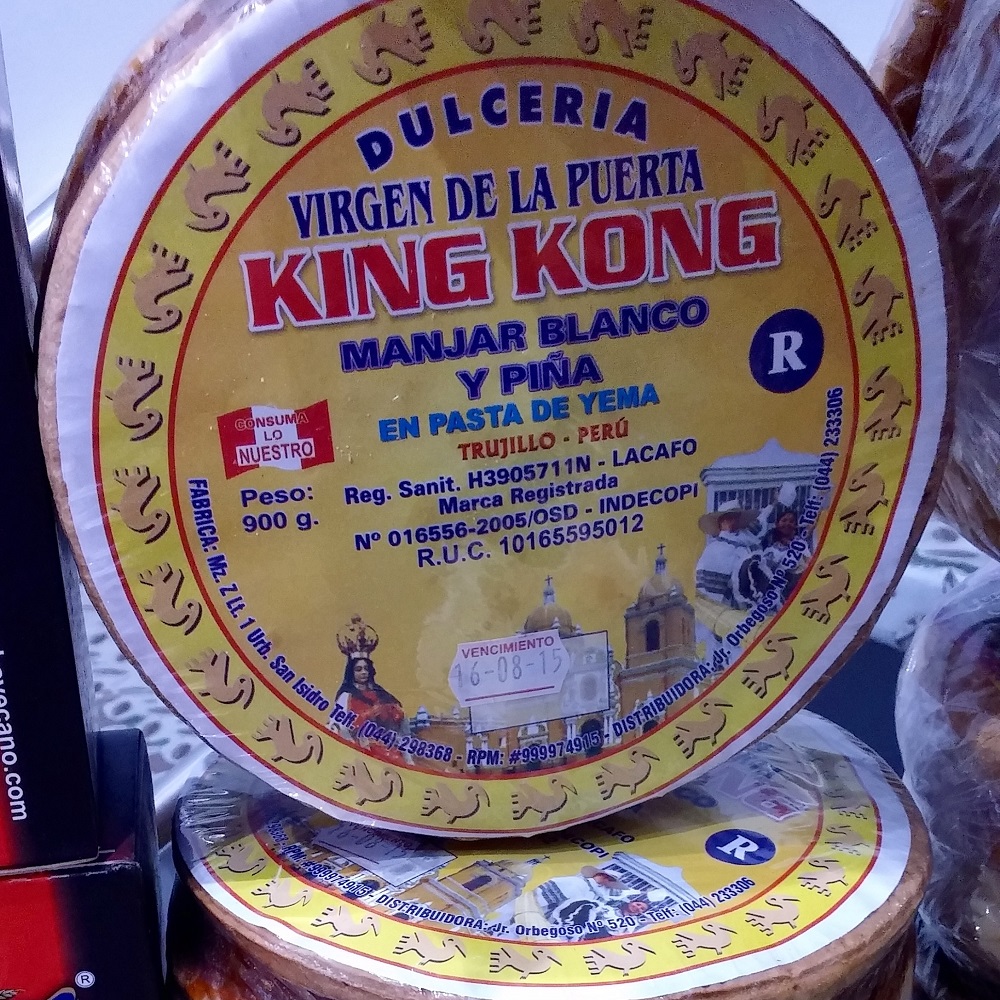 DULCERIA
VIRGEN DE LA PUERTA
KING KONG
MANJAR BLANCO
Y PIÑA
EN PASTA DE YEMA
TRUJILLO - PERÚ
R
CONSUMA
LO
NUESTRO
Peso:
900 g.
Reg. Sanit. H3905711N - LACAFO
Marca Registrada
Nº 016556-2005/OSD - INDECOPI
R.U.C. 10165595012
VENCIMIENTO
16-08-15
FABRICA: Mz. Z Lt. 1 Urb. San Isidro Telf. (044) 298368 - RPM: #999974915 - DISTRIBUIDORA: Jr. Orbegoso Nº 520 - Telf: (044) 233306
R
RPM: #999974915 - DISTRIBUIDORA: Jr. Orbegoso Nº 520 - Telf: (044) 233306
®